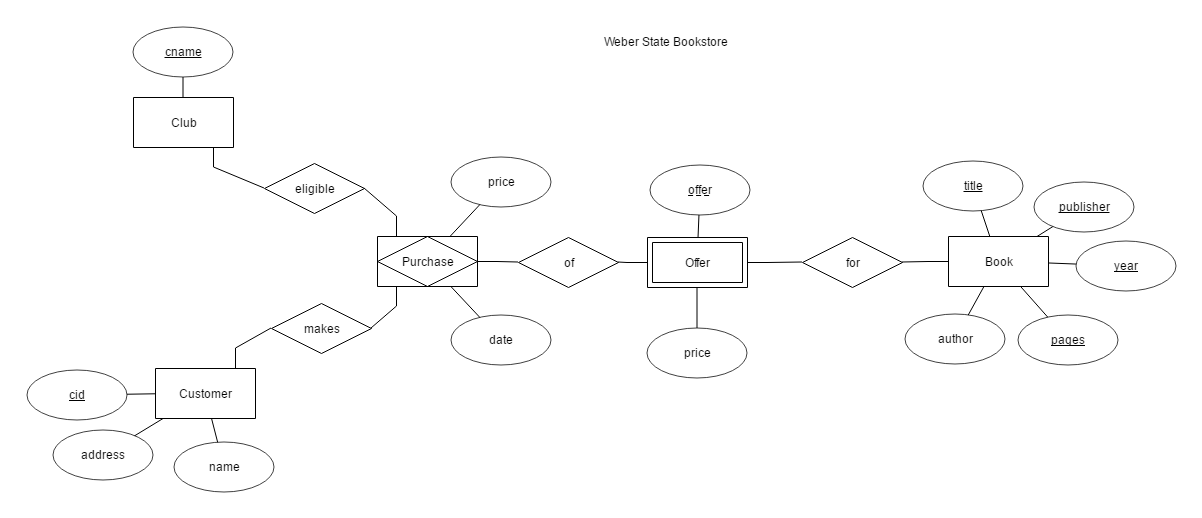 Weber State Bookstore
cname
Club
eligible
price
offer
title
publisher
Purchase
of
Offer
for
Book
year
makes
date
price
author
pages
cid
Customer
address
name